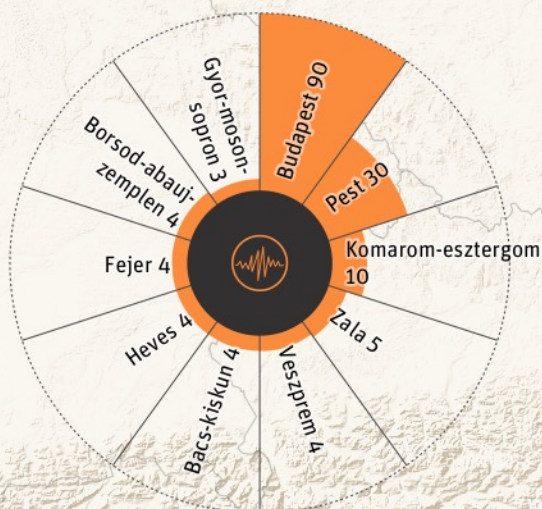 Budapest 90
Pest 30
Komarom-esztergom
10
Zala 5
Veszprem 4
Bacs-kiskun 4
Heves 4
Fejer 4
Borsod-abauj-
zemplen 4
Gyor-moson-
sopron 3